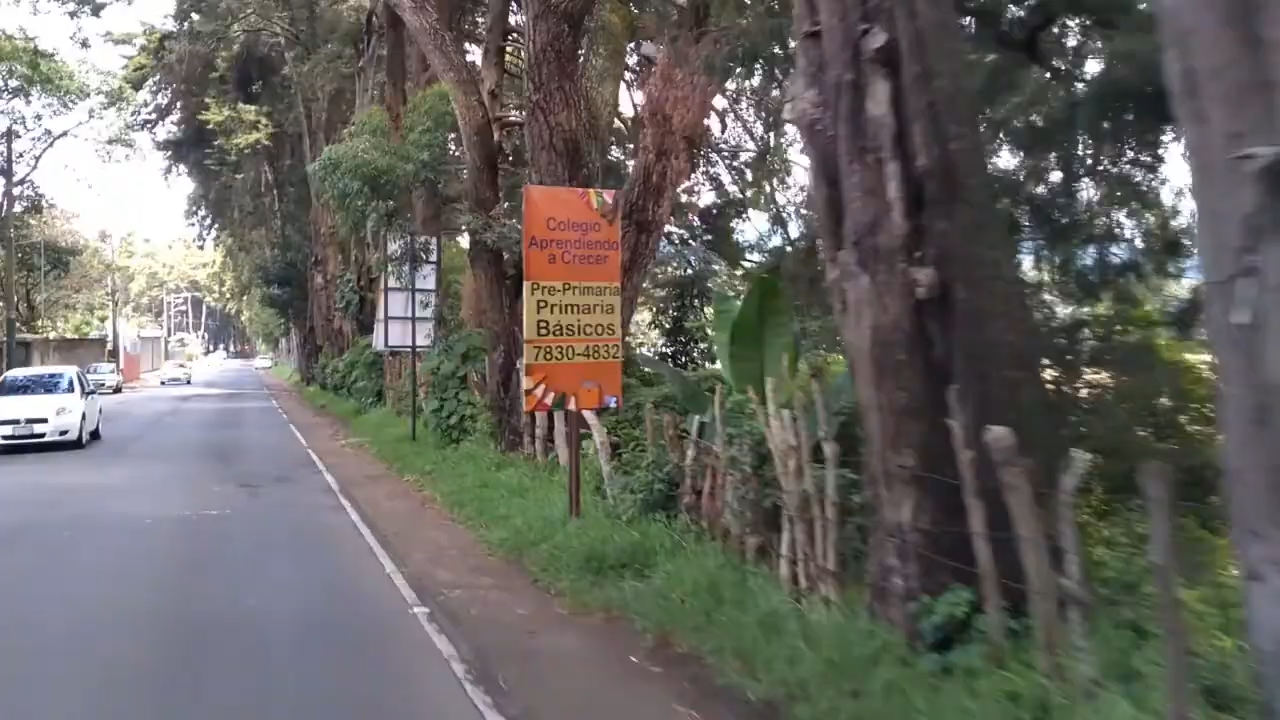 Colegio
Aprendiendo
a Crecer
Pre-Primaria
Primaria
Básicos
7830-4832